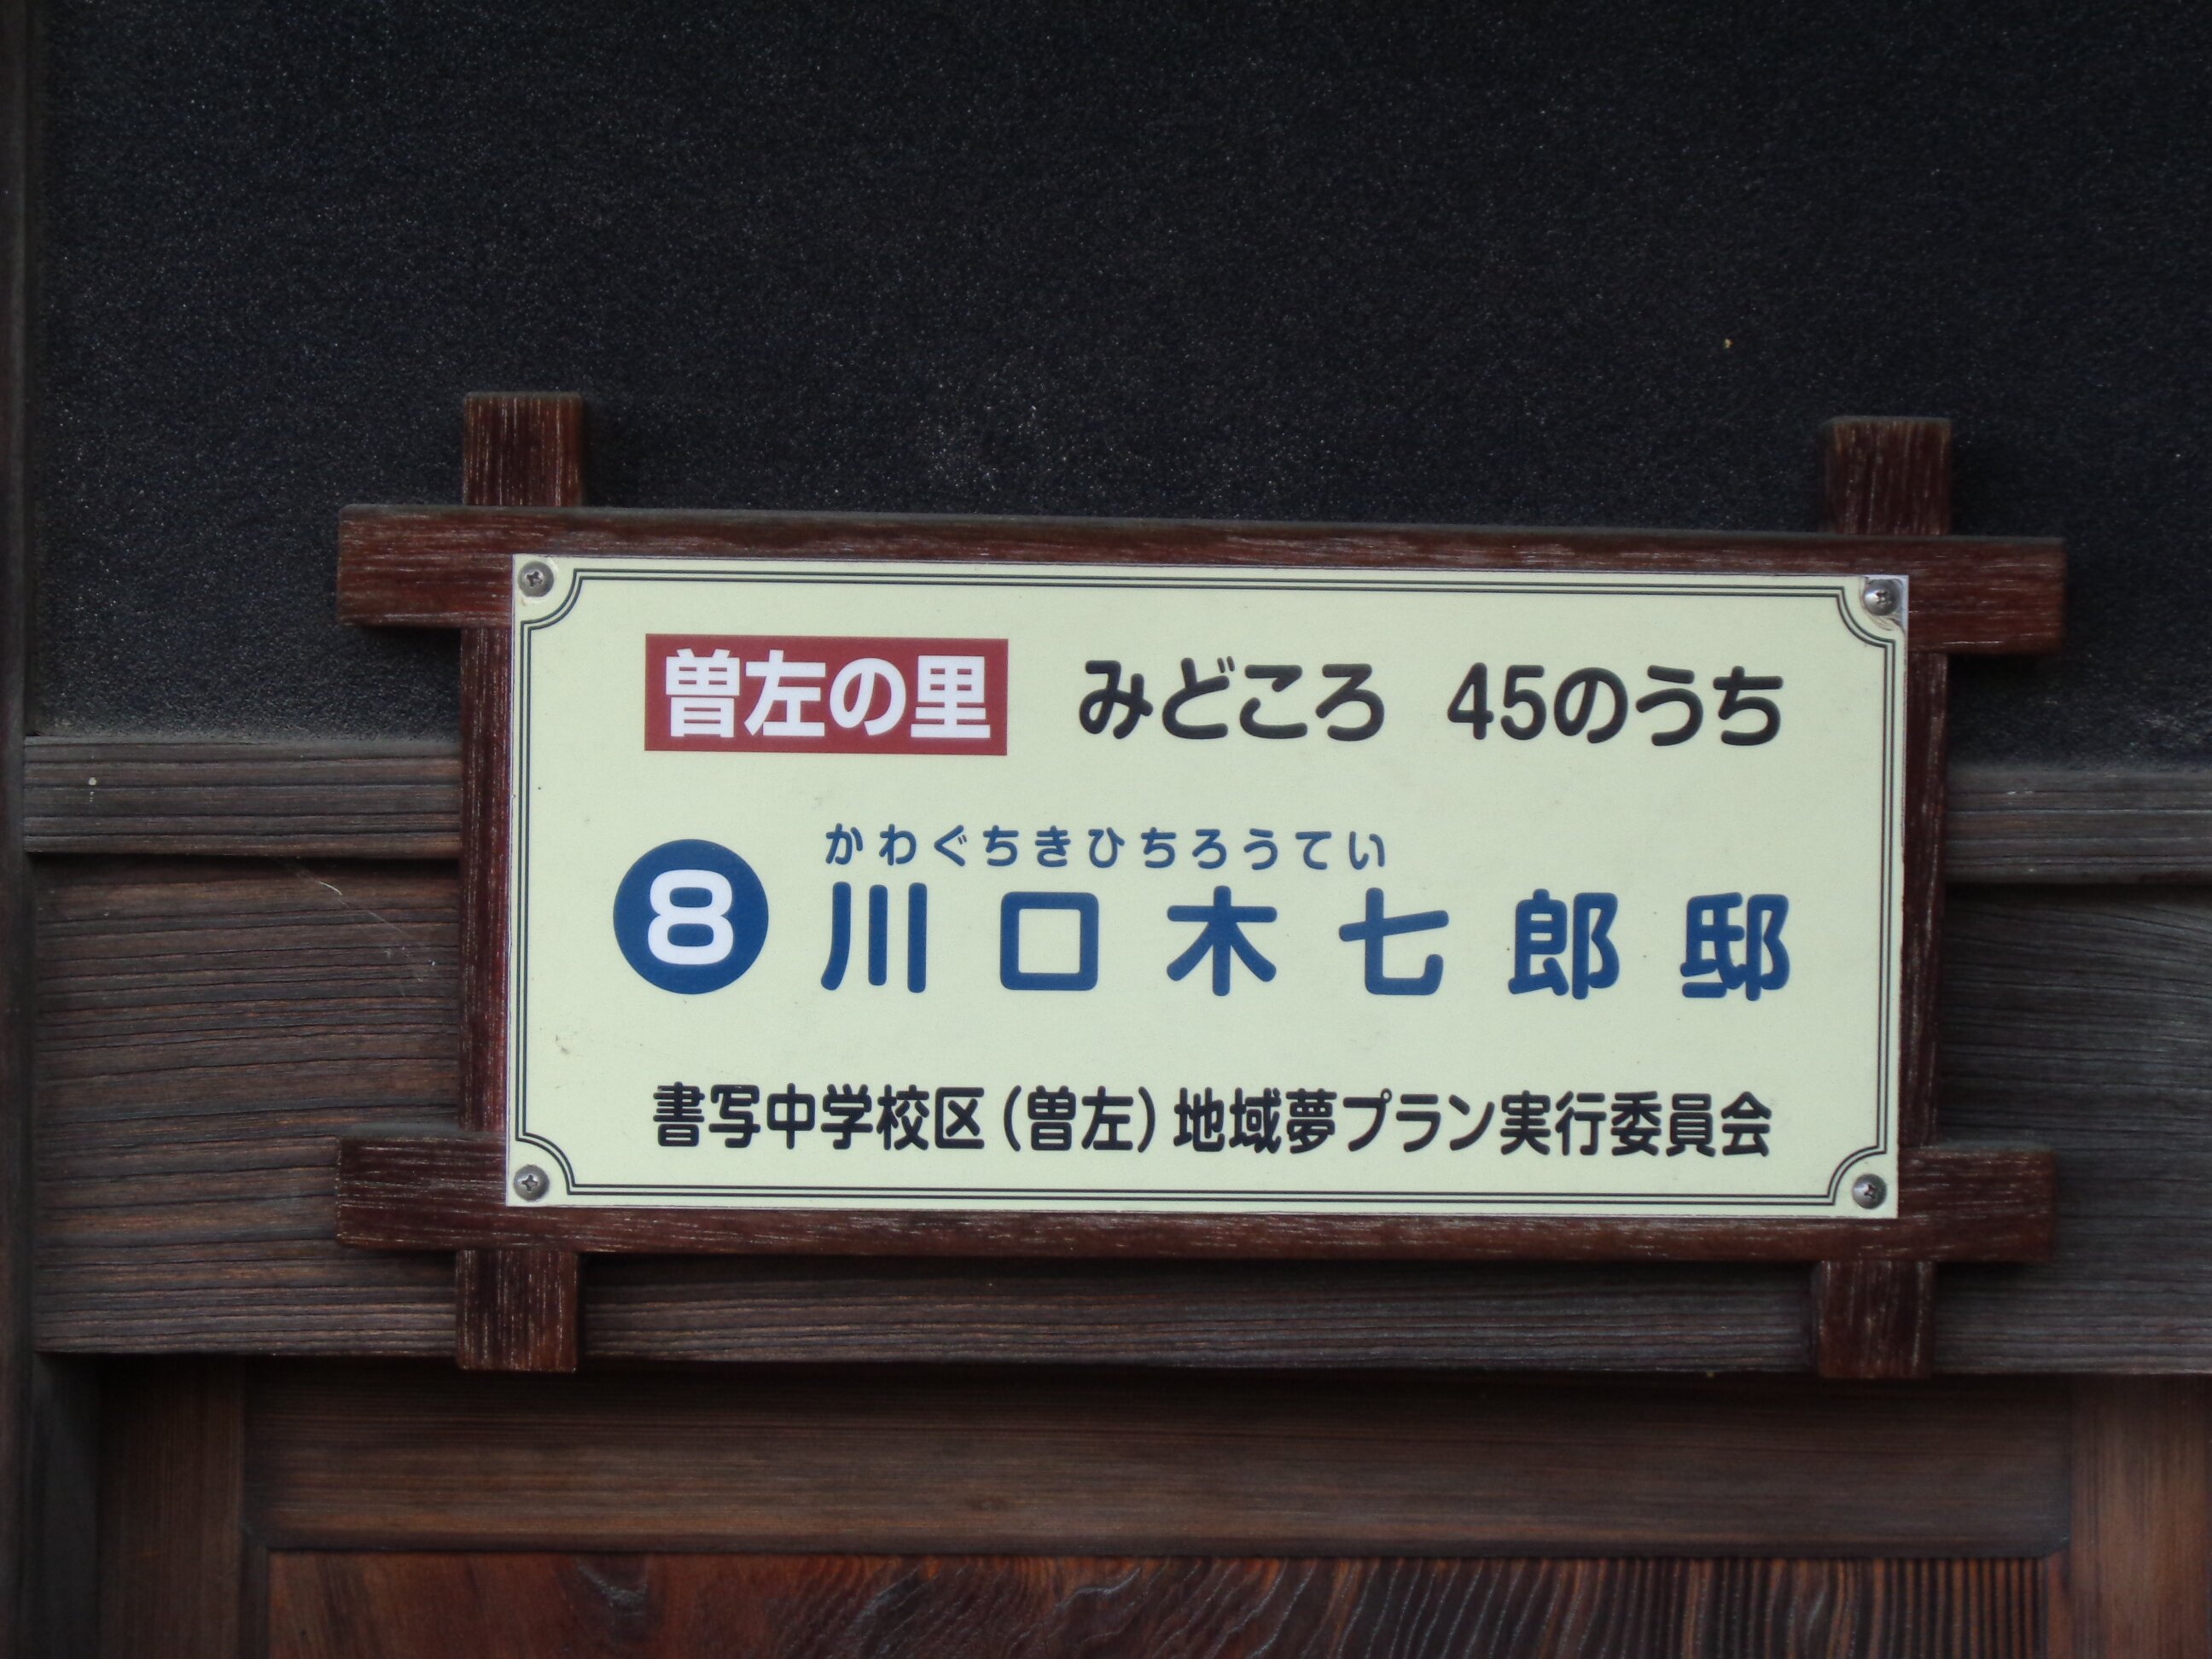 曽左の里 みどころ 45のうち
かわぐちきひちろうてい
8 川口木七郎邸
書写中学校区(曽左)地域夢プラン実行委員会